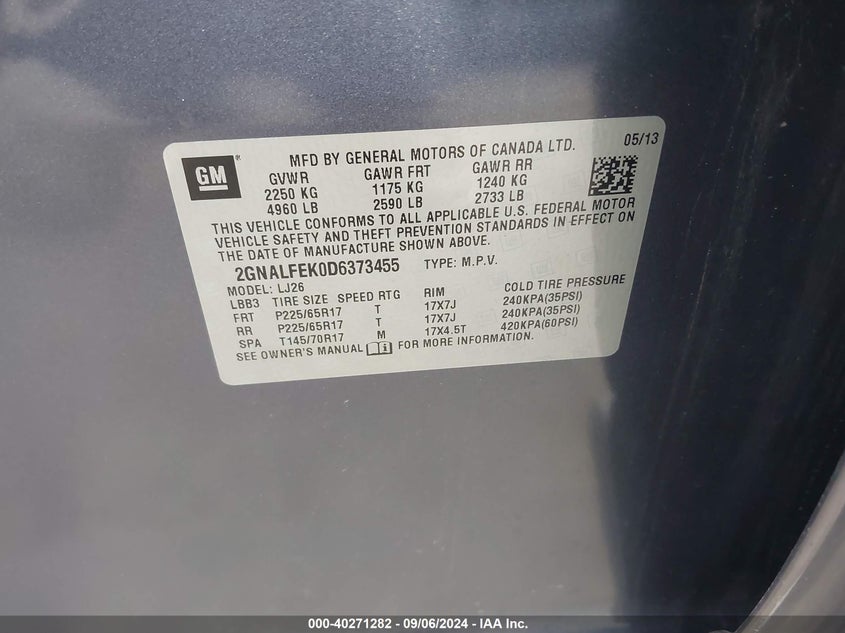 GM
MFD BY GENERAL MOTORS OF CANADA LTD. 05/13
GVWR GAWR FRT GAWR RR
2250 KG 1175 KG 1240 KG
4960 LB 2590 LB 2733 LB
THIS VEHICLE CONFORMS TO ALL APPLICABLE U.S. FEDERAL MOTOR
VEHICLE SAFETY AND THEFT PREVENTION STANDARDS IN EFFECT ON
THE DATE OF MANUFACTURE SHOWN ABOVE.
2GNALFEK0D6373455 TYPE: M.P.V.
MODEL: LJ26
LBB3 TIRE SIZE SPEED RTG RIM COLD TIRE PRESSURE
FRT P225/65R17 T 17X7J 240KPA(35PSI)
RR P225/65R17 T 17X7J 240KPA(35PSI)
SPA T145/70R17 M 17X4.5T 420KPA(60PSI)
SEE OWNER'S MANUAL FOR MORE INFORMATION.
000-40271282 - 09/06/2024 - IAA Inc.